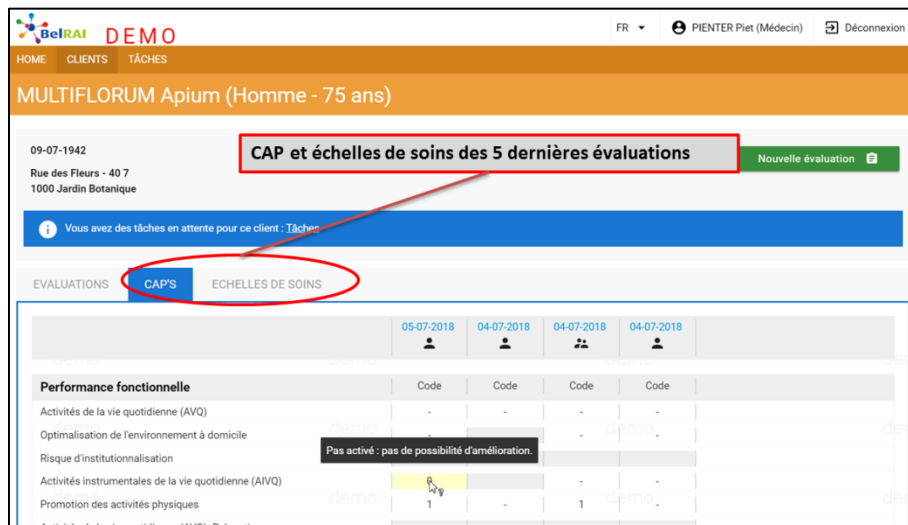 BelRAI DEMO
FR PIENTER Piet (Médecin) Déconnexion
HOME CLIENTS TÂCHES
MULTIFLORUM Apium (Homme - 75 ans)
CAP et échelles de soins des 5 dernières évaluations
09-07-1942
Rue des Fleurs - 40 7
1000 Jardin Botanique
Nouvelle évaluation
i Vous avez des tâches en attente pour ce client : Tâches
EVALUATIONS CAP'S ECHELLES DE SOINS
05-07-2018 04-07-2018 04-07-2018 04-07-2018
Performance fonctionnelle Code Code Code Code
Activités de la vie quotidienne (AVQ) - - - -
Optimalisation de l'environnement à domicile - - -
Pas activé : pas de possibilité d'amélioration.
Risque d'institutionnalisation
Activités instrumentales de la vie quotidienne (AIVQ) - -
Promotion des activités physiques 1 - 1 -
demo demo demo